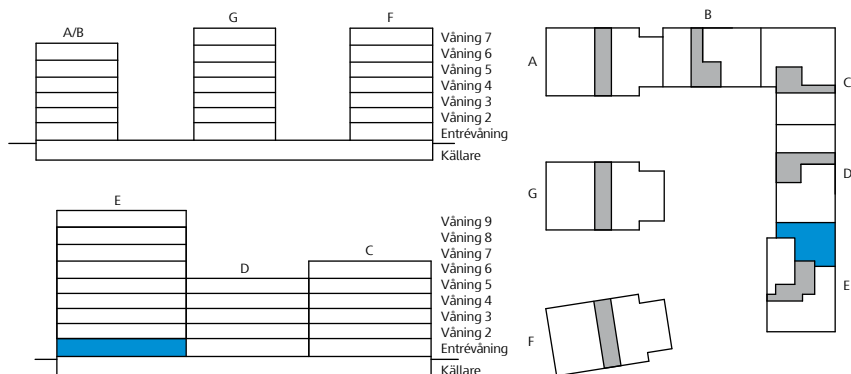 A/B
G
F
Våning 7
Våning 6
Våning 5
Våning 4
Våning 3
Våning 2
Entrévåning
Källare
E
D
C
Våning 9
Våning 8
Våning 7
Våning 6
Våning 5
Våning 4
Våning 3
Våning 2
Entrévåning
Källare
B
A
C
D
G
E
F